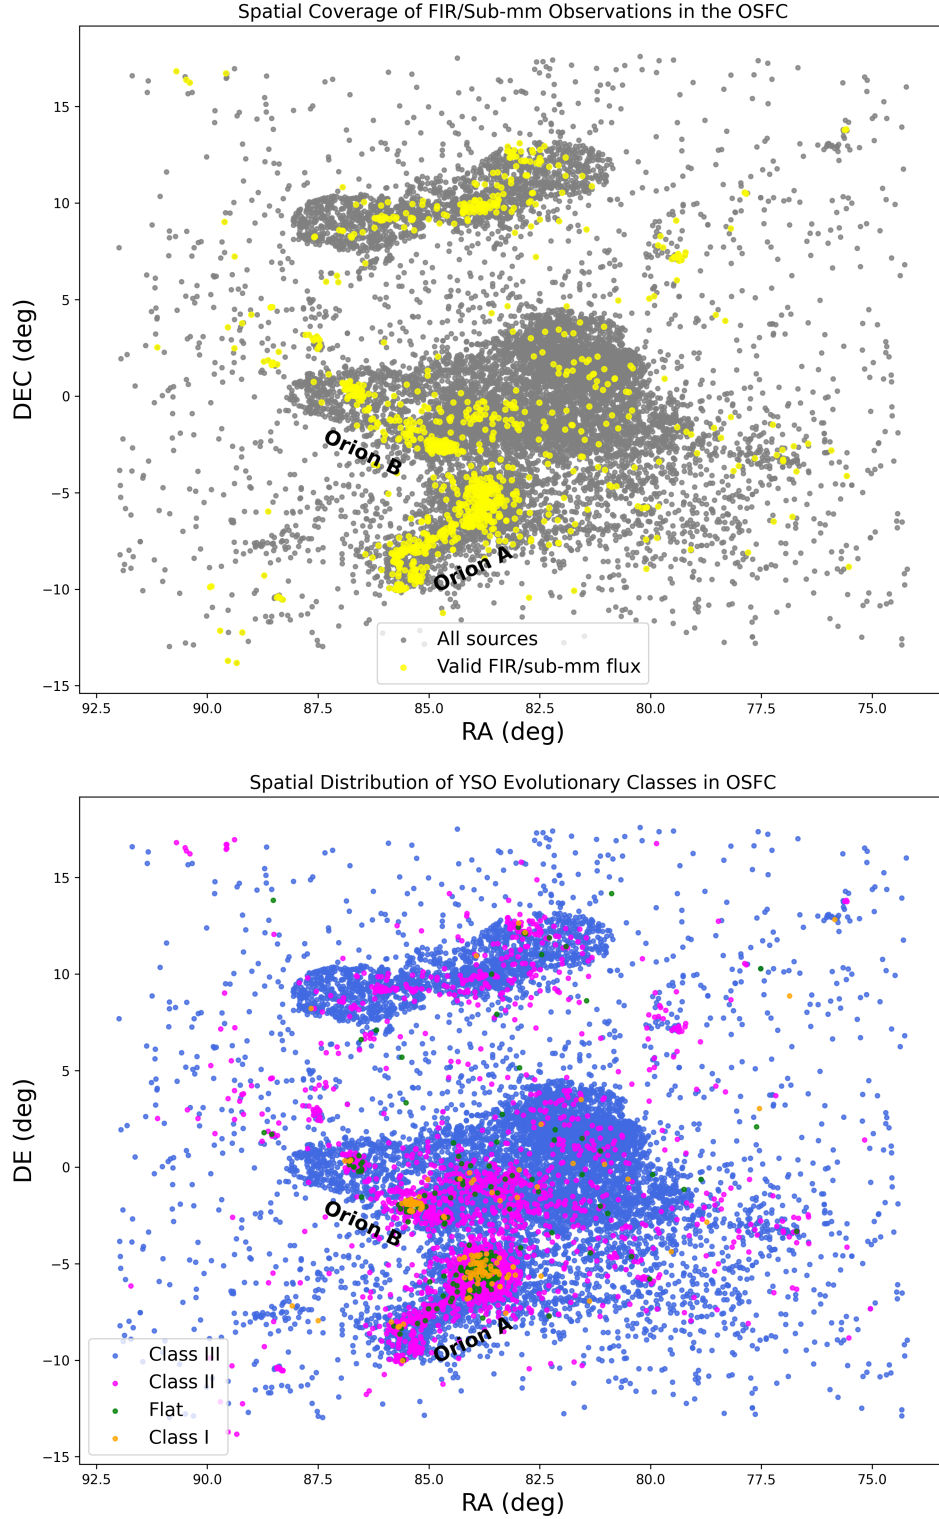 Spatial Coverage of FIR/Sub-mm Observations in the OSFC
15
10
5
0
−5
−10
−15
DEC (deg)
Orion B
Orion A
All sources
Valid FIR/sub-mm flux
92.5 90.0 87.5 85.0 82.5 80.0 77.5 75.0
RA (deg)
Spatial Distribution of YSO Evolutionary Classes in OSFC
15
10
5
0
−5
−10
−15
DE (deg)
Orion B
Orion A
Class III
Class II
Flat
Class I
92.5 90.0 87.5 85.0 82.5 80.0 77.5 75.0
RA (deg)